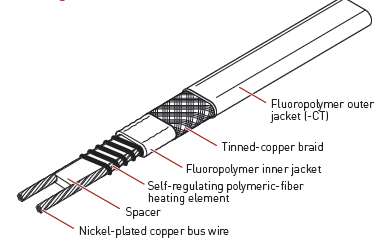 Fluoropolymer outer
jacket (-CT)
Tinned-copper braid
Fluoropolymer inner jacket
Self-regulating polymeric-fiber
heating element
Spacer
Nickel-plated copper bus wire